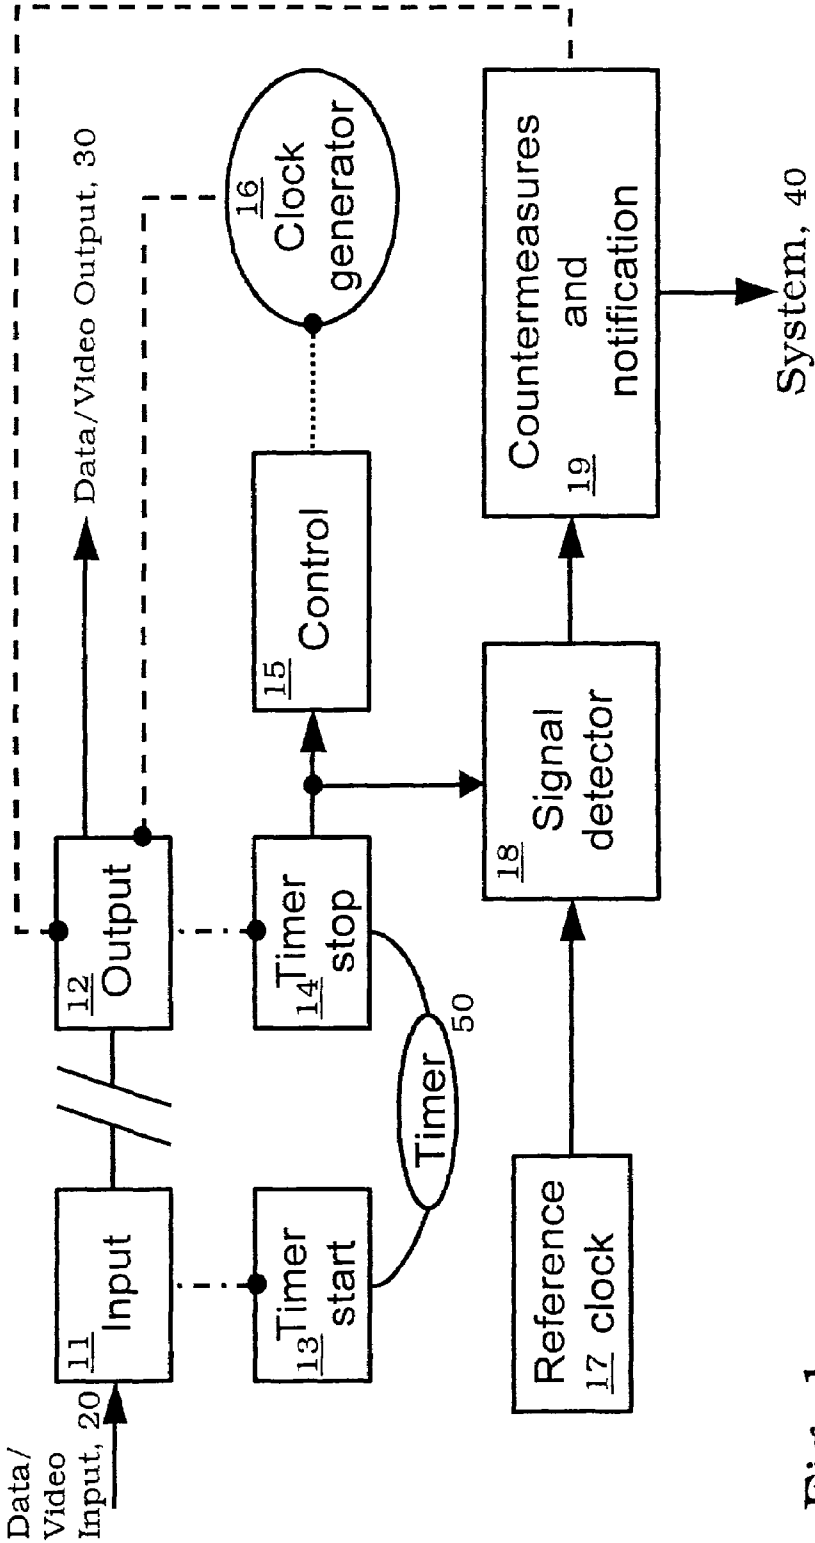 Data/
Video
Input, 20
11
Input
12
Output
Data/Video Output, 30
13 Timer
start
14 Timer
stop
Timer
50
15
Control
16
Clock
generator
Reference
17 clock
18
Signal
detector
Countermeasures
and
19 notification
System, 40